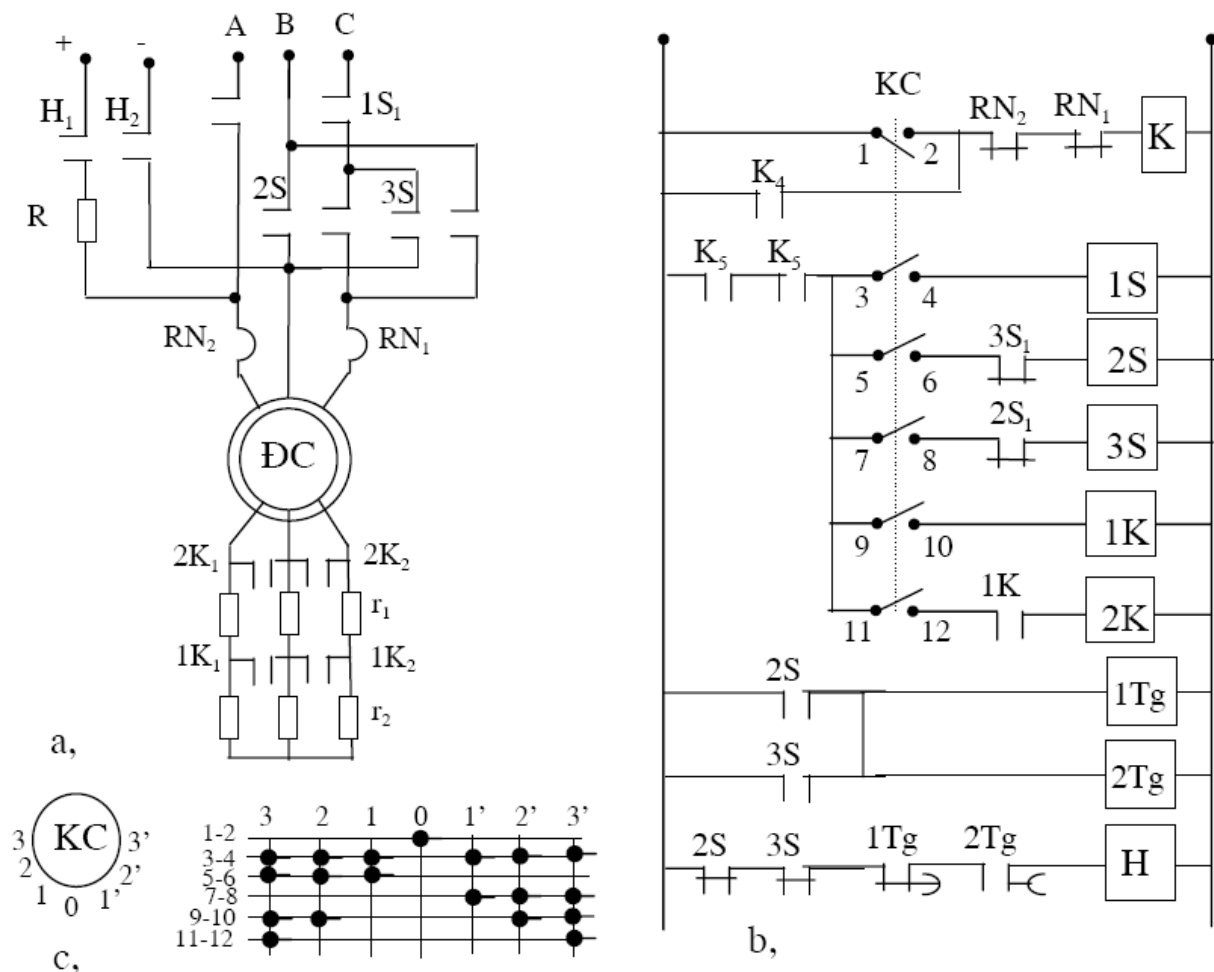 A B C
+ -
H₁ H₂ 1S₁
R 2S 3S
RN₂ RN₁
ĐC
2K₁ 2K₂
r₁
1K₁ 1K₂
r₂
a,
KC
3 2 1 0 1' 2' 3'
3 2 1 0 1' 2' 3'
1-2
3-4
5-6
7-8
9-10
11-12
c,
KC
1 2 RN₂ RN₁ K
K₄
K₅ K₅ 3 4 1S
5 6 3S₁ 2S
7 8 2S₁ 3S
9 10 1K
11 12 1K 2K
2S 1Tg
3S 2Tg
2S 3S 1Tg 2Tg H
b,